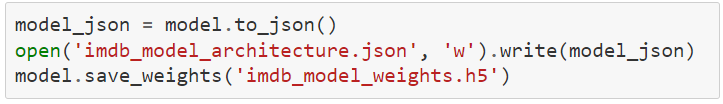 model_json = model.to_json()
open('imdb_model_architecture.json', 'w').write(model_json)
model.save_weights('imdb_model_weights.h5')